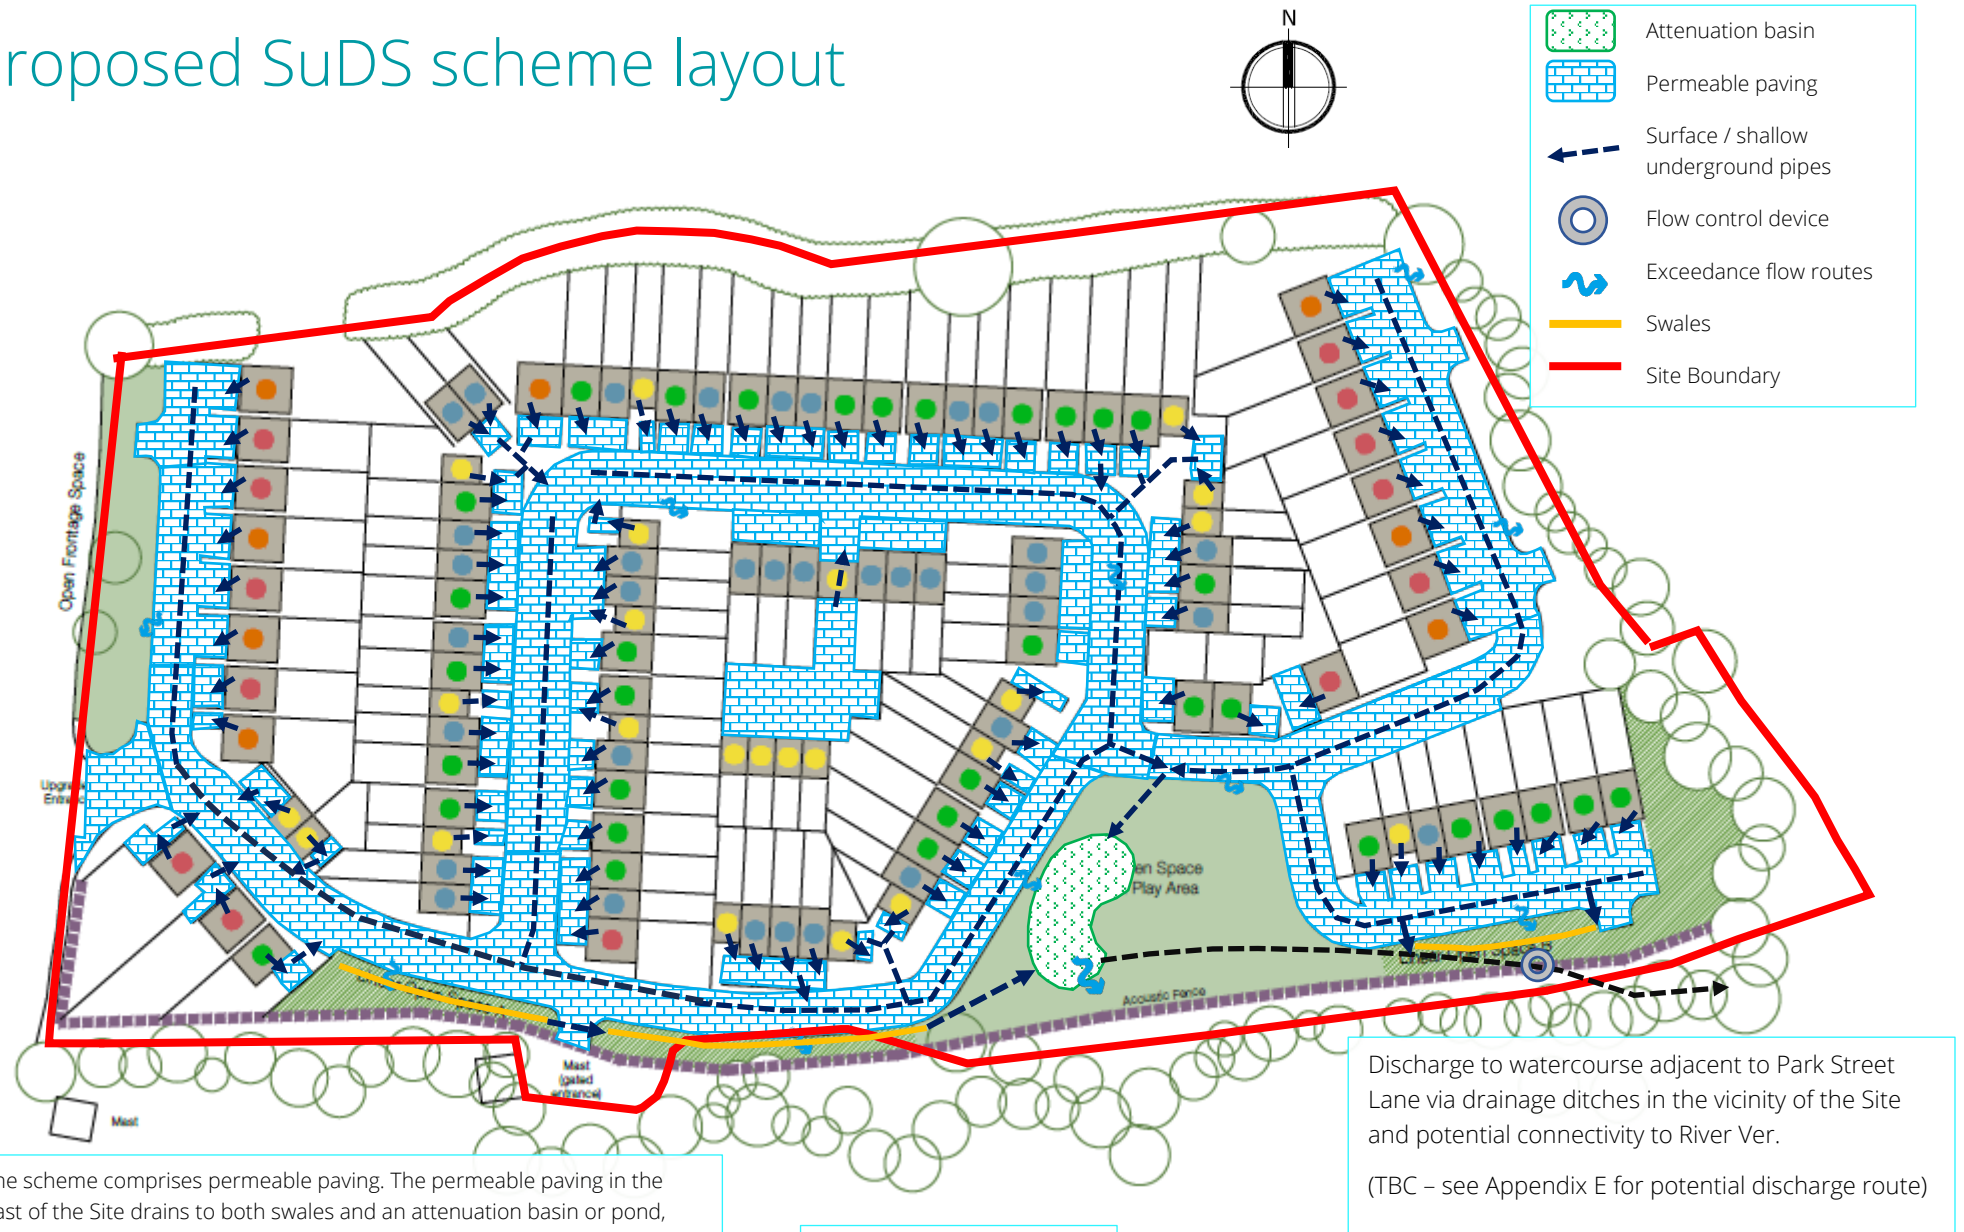 roposed SuDS scheme layout
N
Attenuation basin
Permeable paving
Surface / shallow
underground pipes
Flow control device
Exceedance flow routes
Swales
Site Boundary
Open Frontage Space
en Space
Play Area
Acoustic Fence
Mast
(gated
entrance)
Mast
Discharge to watercourse adjacent to Park Street
Lane via drainage ditches in the vicinity of the Site
and potential connectivity to River Ver.
(TBC – see Appendix E for potential discharge route)
he scheme comprises permeable paving. The permeable paving in the
ast of the Site drains to both swales and an attenuation basin or pond,